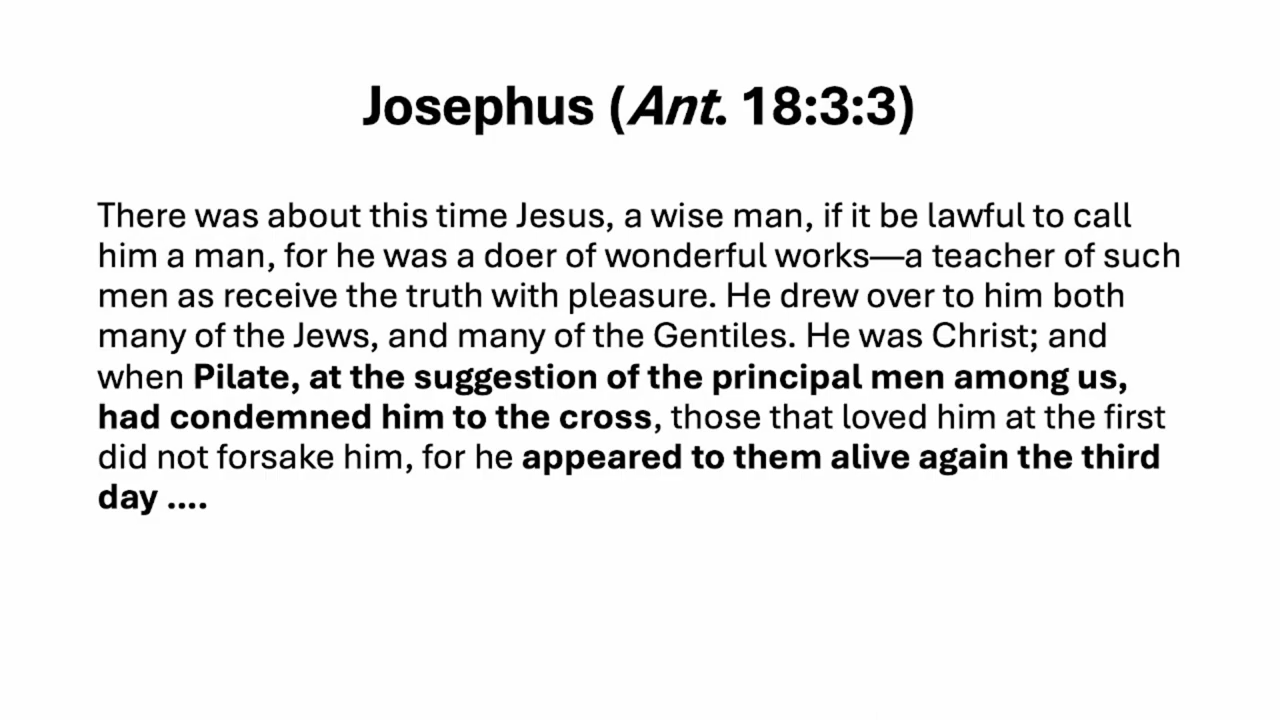 Josephus (Ant. 18:3:3)
There was about this time Jesus, a wise man, if it be lawful to call
him a man, for he was a doer of wonderful works—a teacher of such
men as receive the truth with pleasure. He drew over to him both
many of the Jews, and many of the Gentiles. He was Christ; and
when Pilate, at the suggestion of the principal men among us,
had condemned him to the cross, those that loved him at the first
did not forsake him, for he appeared to them alive again the third
day ....